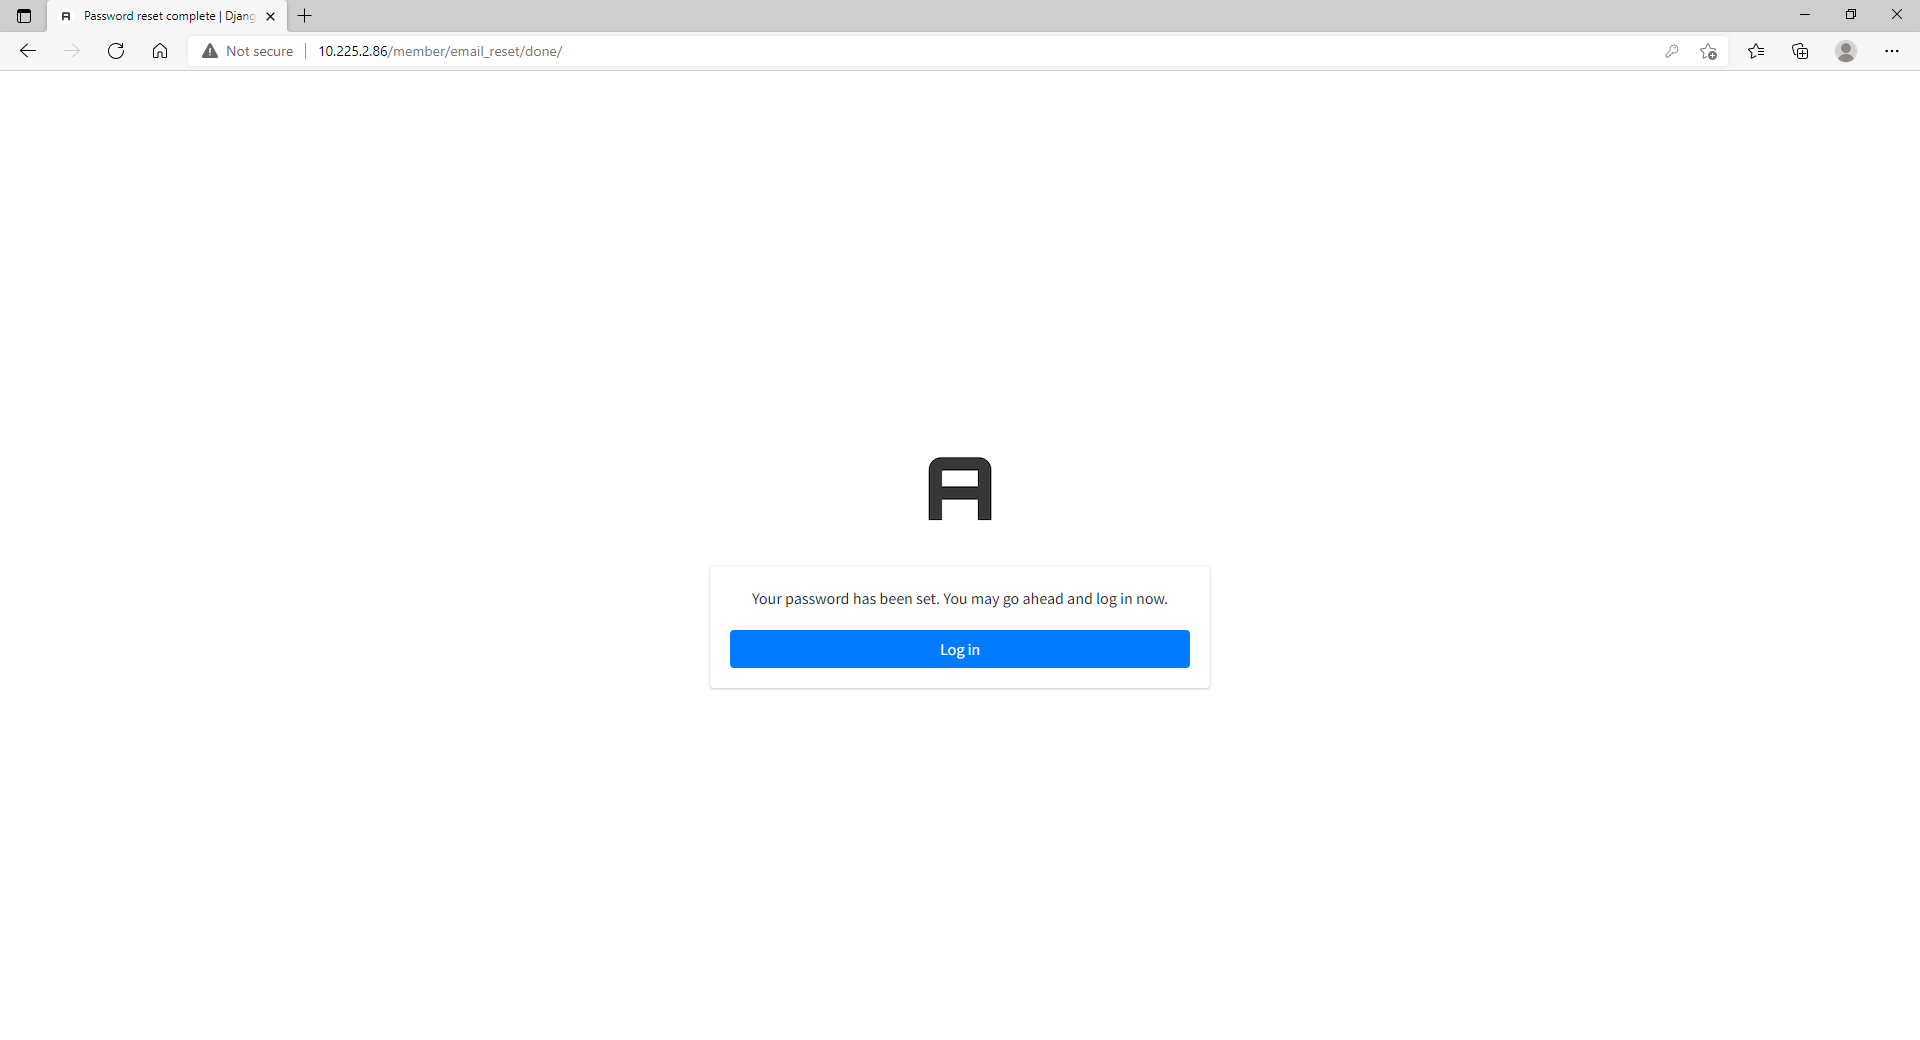 Password reset complete | Djang
Not secure
10.225.2.86/member/email_reset/done/
A
Your password has been set. You may go ahead and log in now.
Log in